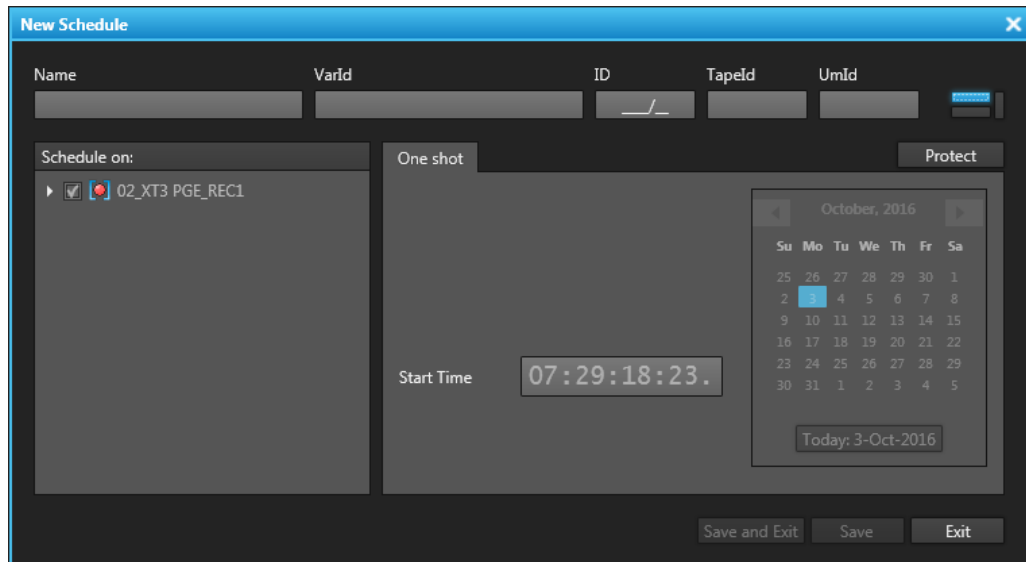 New Schedule
Name VarId ID TapeId UmId
__/_
Schedule on: One shot Protect
02_XT3 PGE_REC1
October, 2016
Su Mo Tu We Th Fr Sa
25 26 27 28 29 30 1
2 3 4 5 6 7 8
9 10 11 12 13 14 15
16 17 18 19 20 21 22
23 24 25 26 27 28 29
30 31 1 2 3 4 5
Start Time 07:29:18:23.
Today: 3-Oct-2016
Save and Exit Save Exit